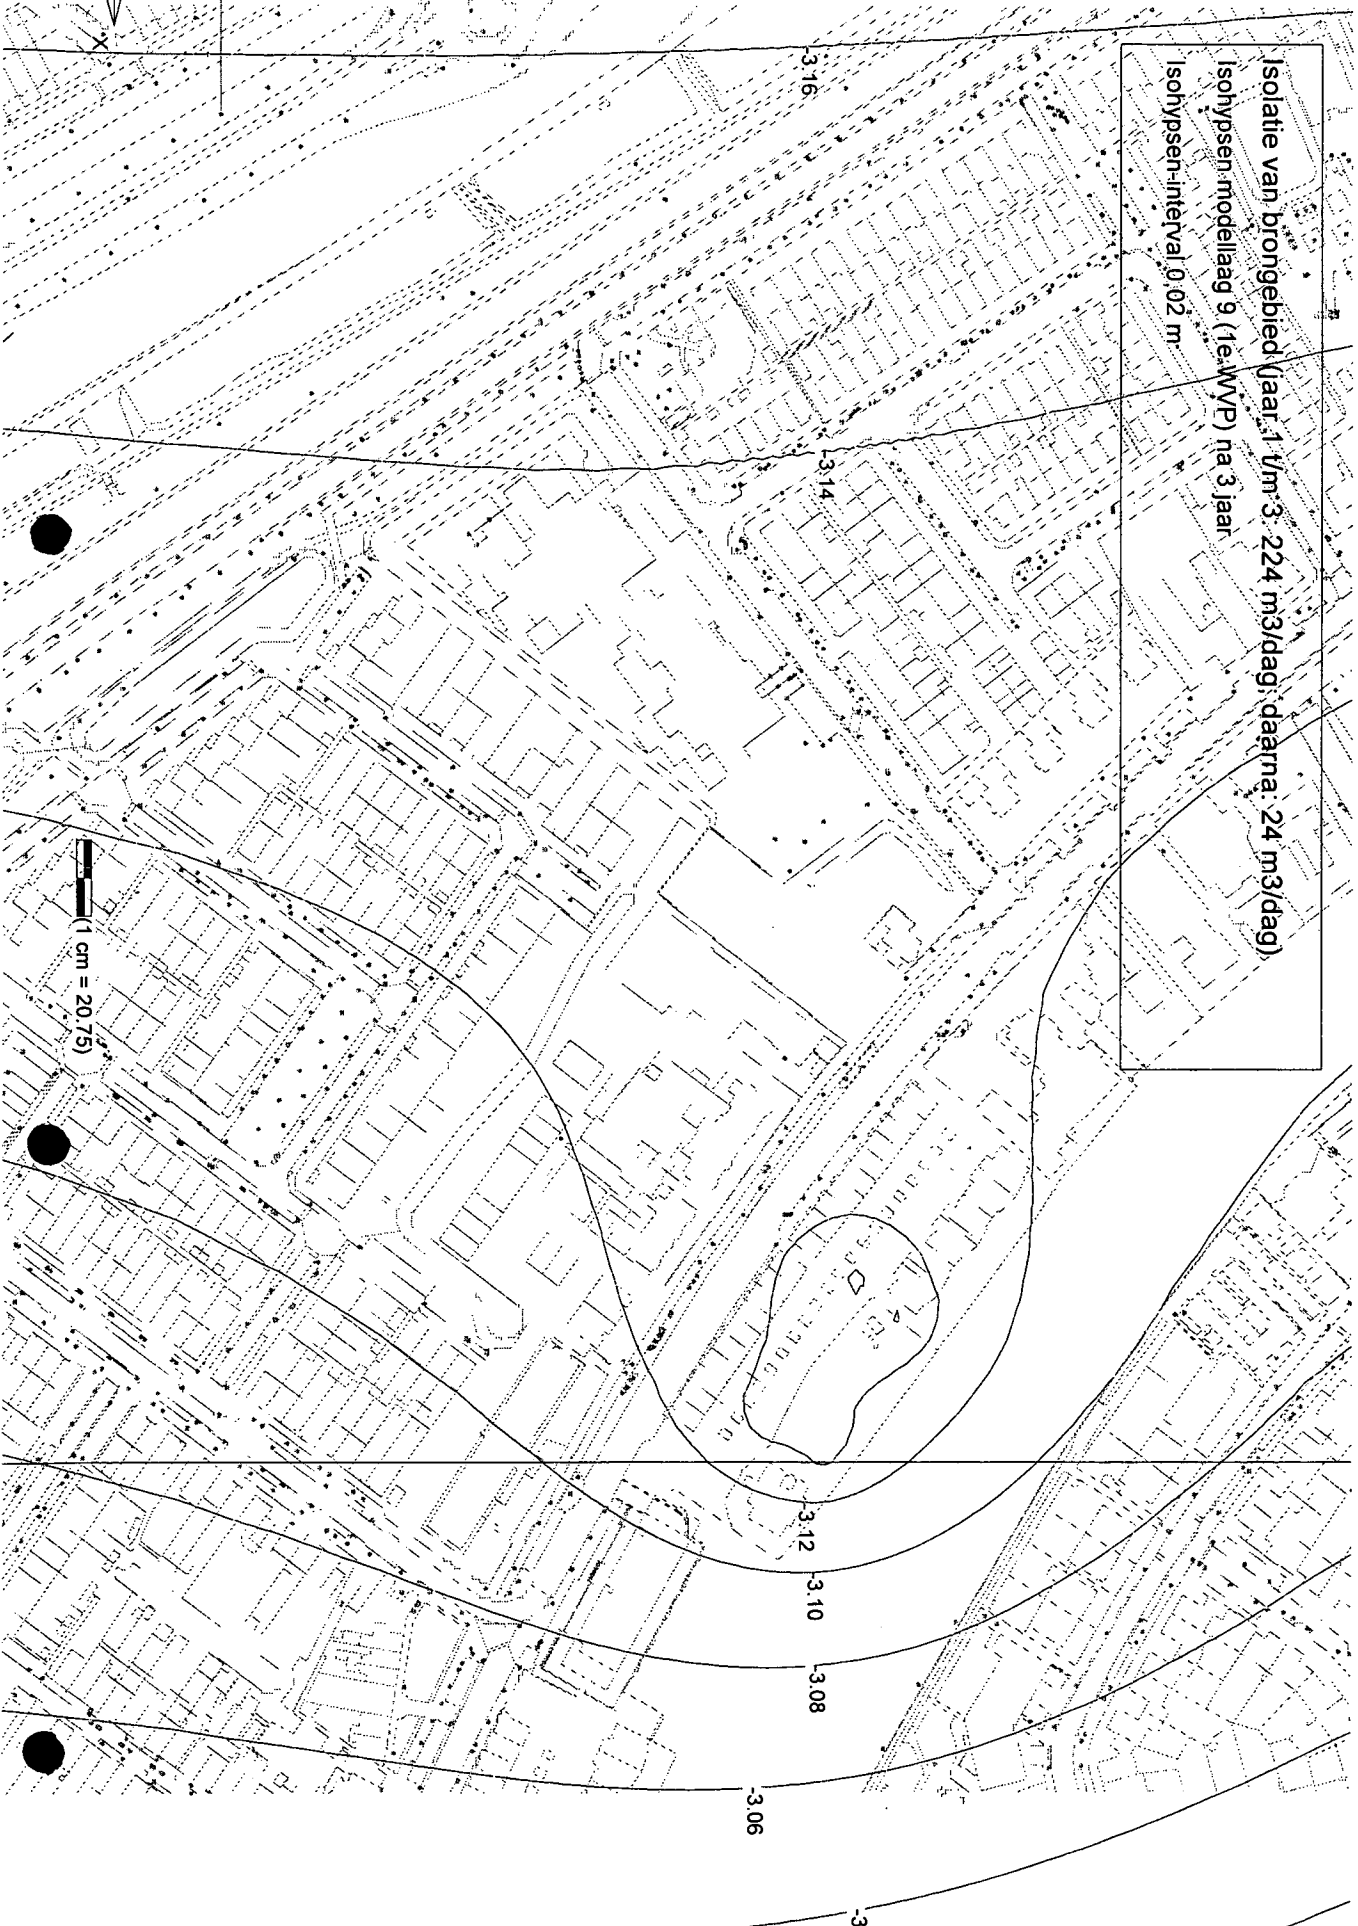 Isolatie van brongebied (jaar 1 t/m 3: 224 m3/dag; daarna: 24 m3/dag)
Isohypsen modellaag 9 (1e WVP) na 3 jaar
Isohypsen-interval 0,02 m
-3.16
-3.14
-3.12
-3.10
-3.08
-3.06
-3
(1 cm = 20.75)
X